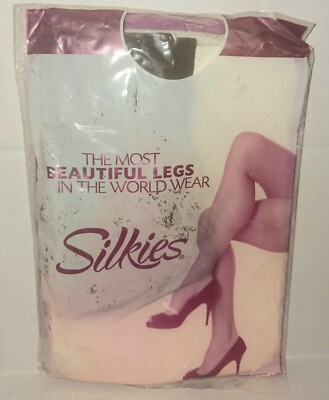 THE MOST
BEAUTIFUL LEGS
IN THE WORLD WEAR
Silkies